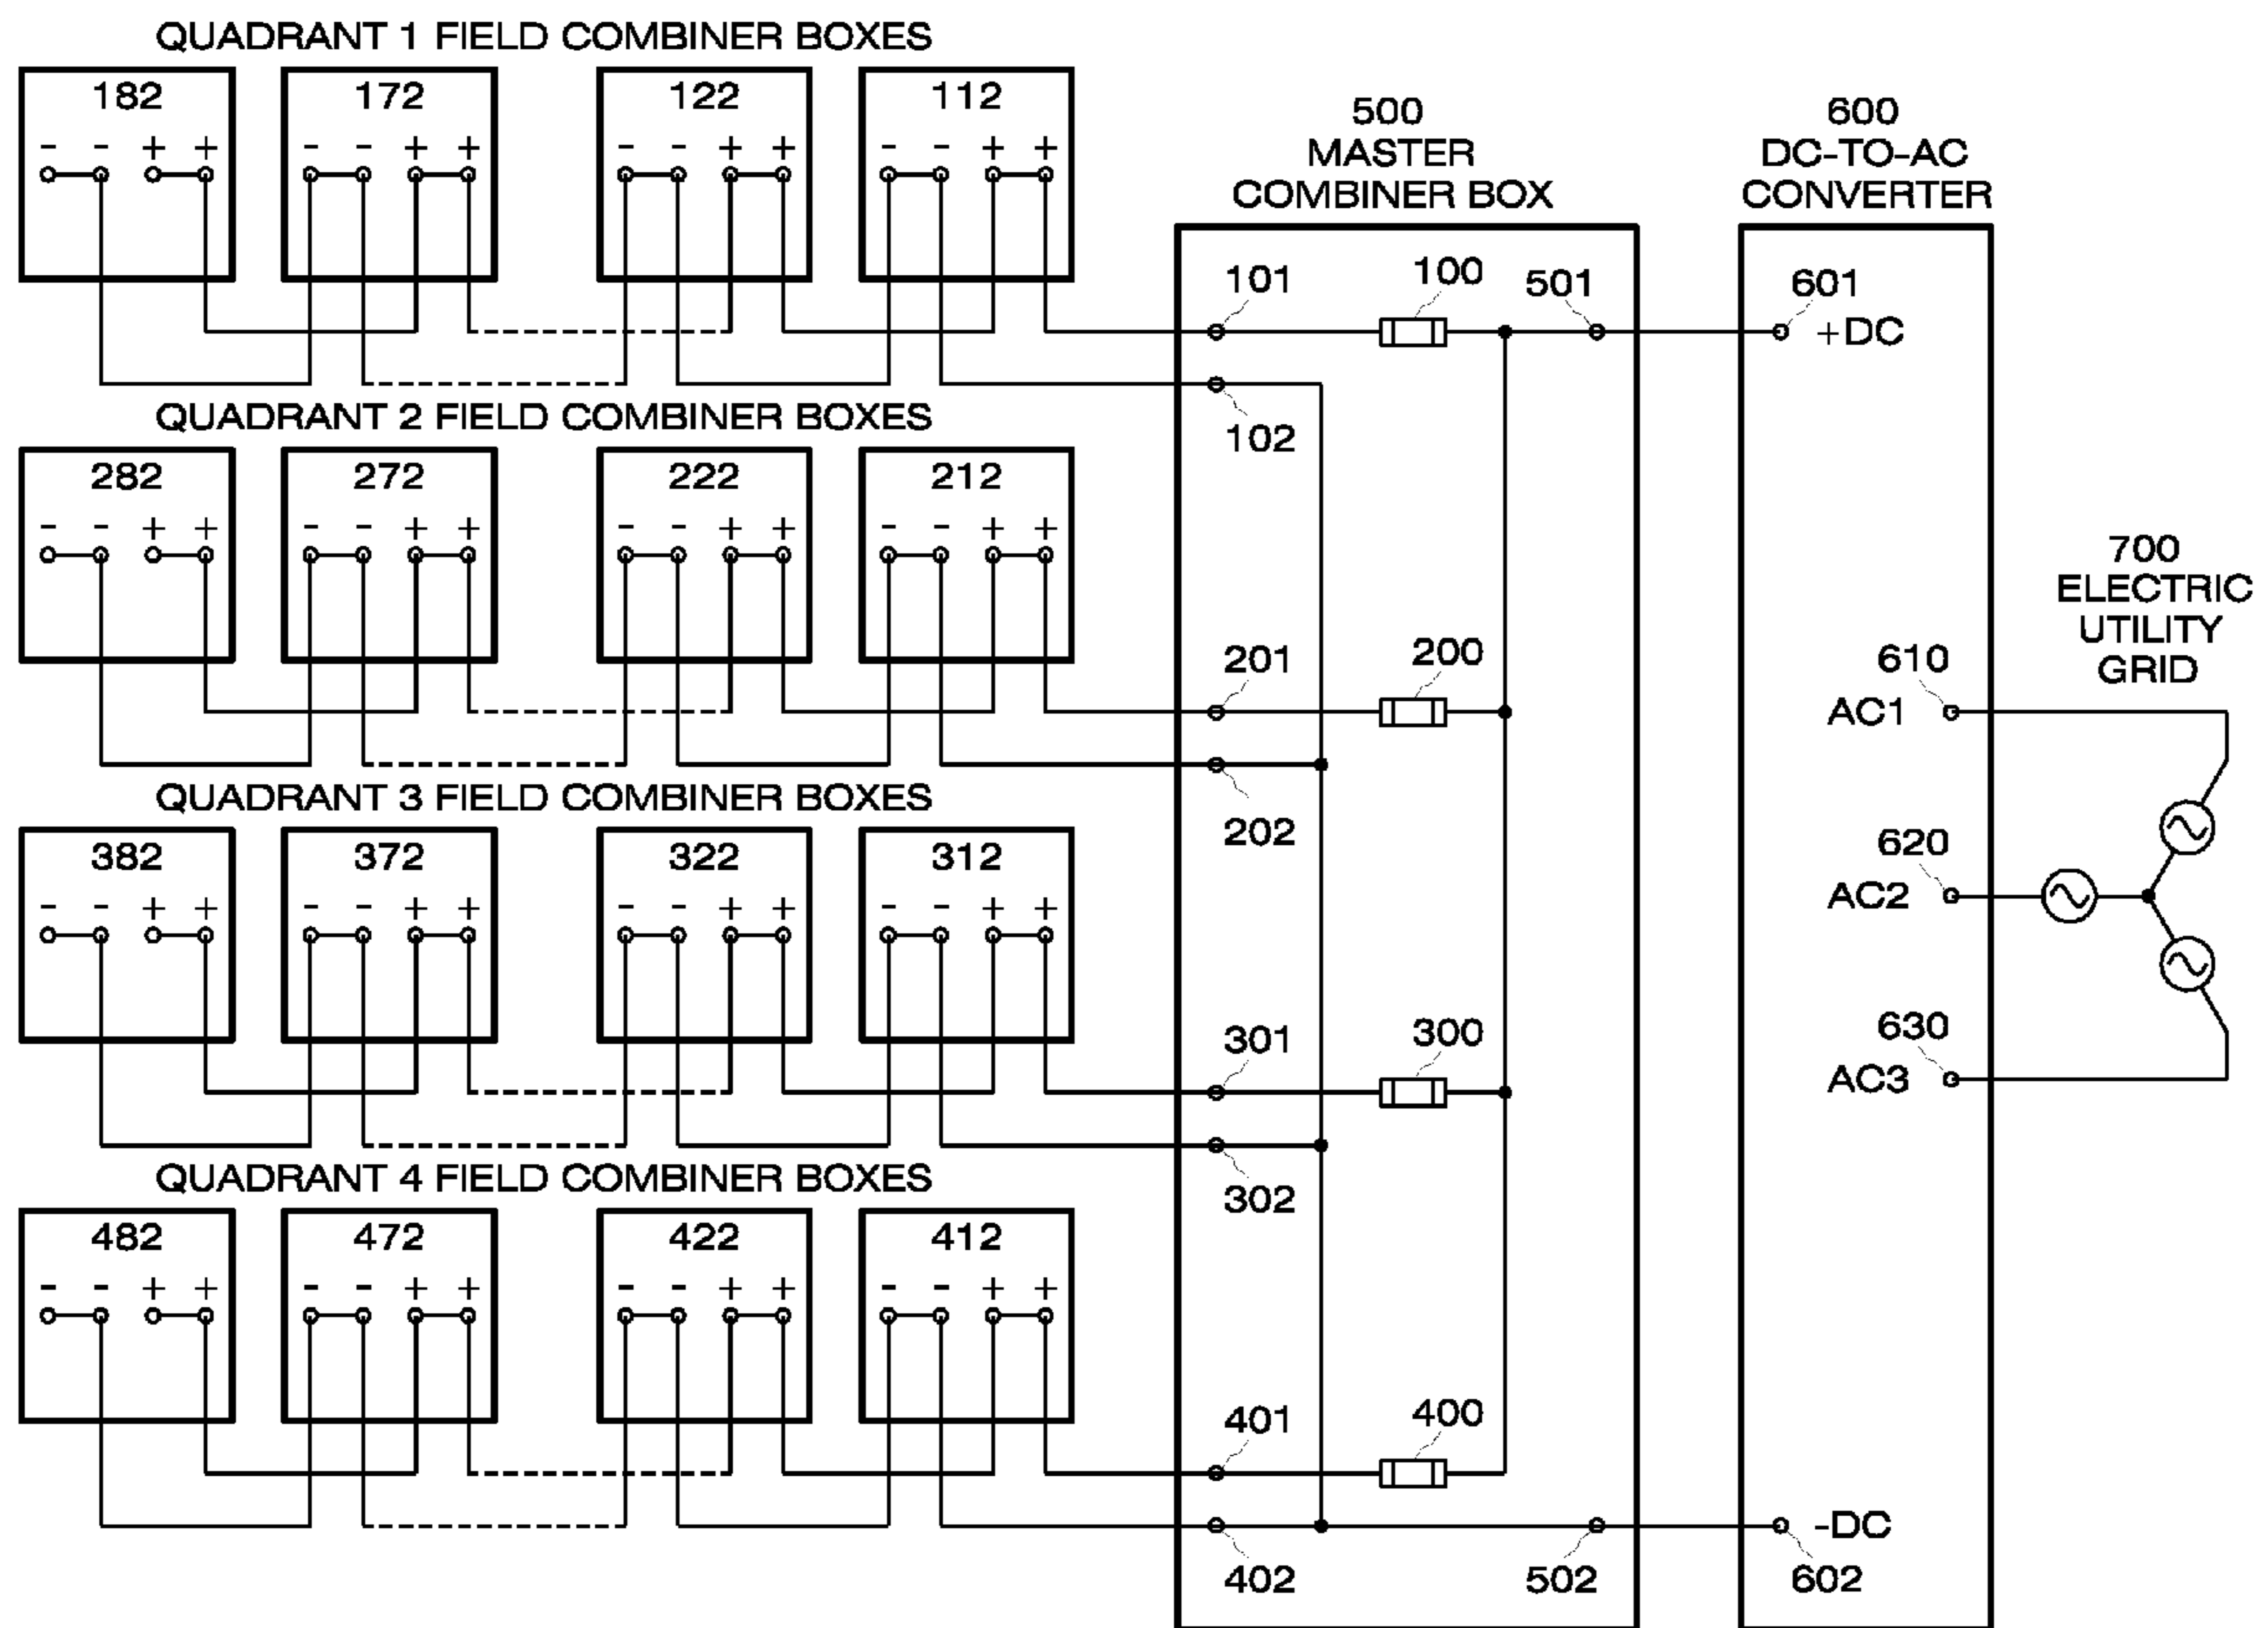 QUADRANT 1 FIELD COMBINER BOXES
182 172 122 112
- - + + - - + + - - + + - - + +
500
MASTER
COMBINER BOX
600
DC-TO-AC
CONVERTER
101 100 501 601
+DC
102
QUADRANT 2 FIELD COMBINER BOXES
282 272 222 212
- - + + - - + + - - + + - - + +
201 200
202
700
ELECTRIC
UTILITY
GRID
610
AC1
620
AC2
630
AC3
QUADRANT 3 FIELD COMBINER BOXES
382 372 322 312
- - + + - - + + - - + + - - + +
301 300
302
QUADRANT 4 FIELD COMBINER BOXES
482 472 422 412
- - + + - - + + - - + + - - + +
401 400
-DC
402 502 602